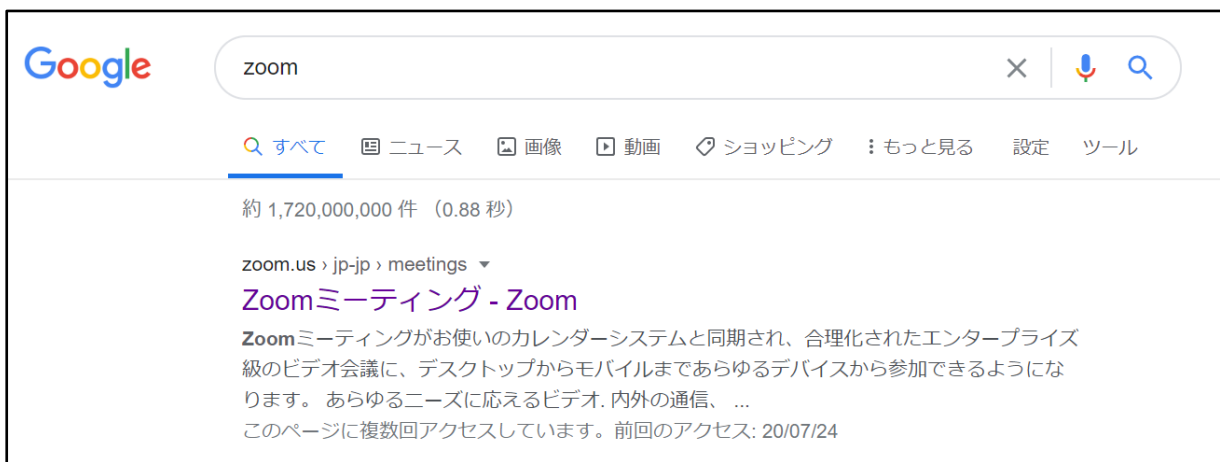 Google
zoom
すべて ニュース 画像 動画 ショッピング もっと見る 設定 ツール
約 1,720,000,000 件 （0.88 秒）
zoom.us › jp-jp › meetings
Zoomミーティング - Zoom
Zoomミーティングがお使いのカレンダーシステムと同期され、合理化されたエンタープライズ
級のビデオ会議に、デスクトップからモバイルまであらゆるデバイスから参加できるようにな
ります。 あらゆるニーズに応えるビデオ. 内外の通信、 ...
このページに複数回アクセスしています。前回のアクセス: 20/07/24